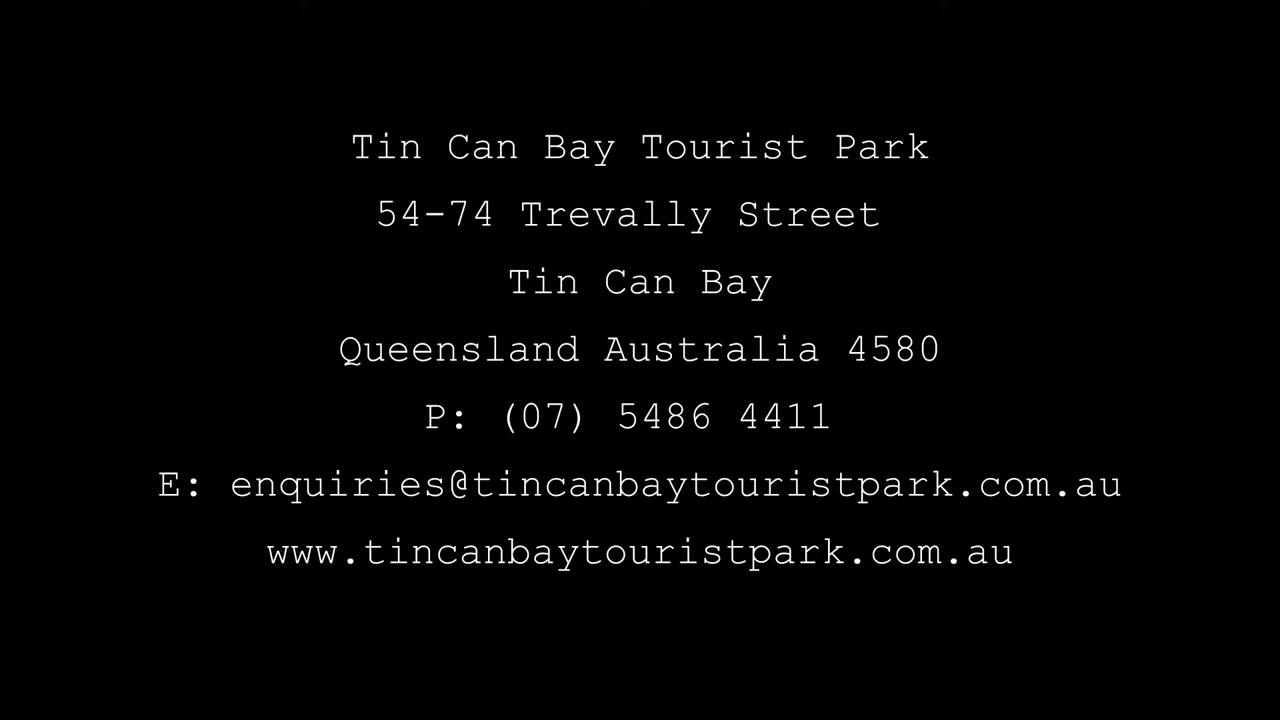 Tin Can Bay Tourist Park
54-74 Trevally Street
Tin Can Bay
Queensland Australia 4580
P: (07) 5486 4411
E: enquiries@tincanbaytouristpark.com.au
www.tincanbaytouristpark.com.au